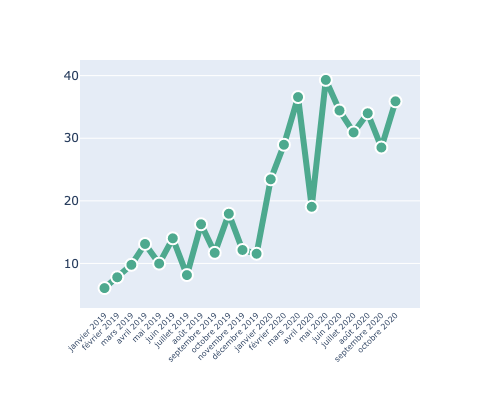 40
30
20
10
janvier 2019
février 2019
mars 2019
avril 2019
mai 2019
juin 2019
juillet 2019
août 2019
septembre 2019
octobre 2019
novembre 2019
décembre 2019
janvier 2020
février 2020
mars 2020
avril 2020
mai 2020
juin 2020
juillet 2020
août 2020
septembre 2020
octobre 2020